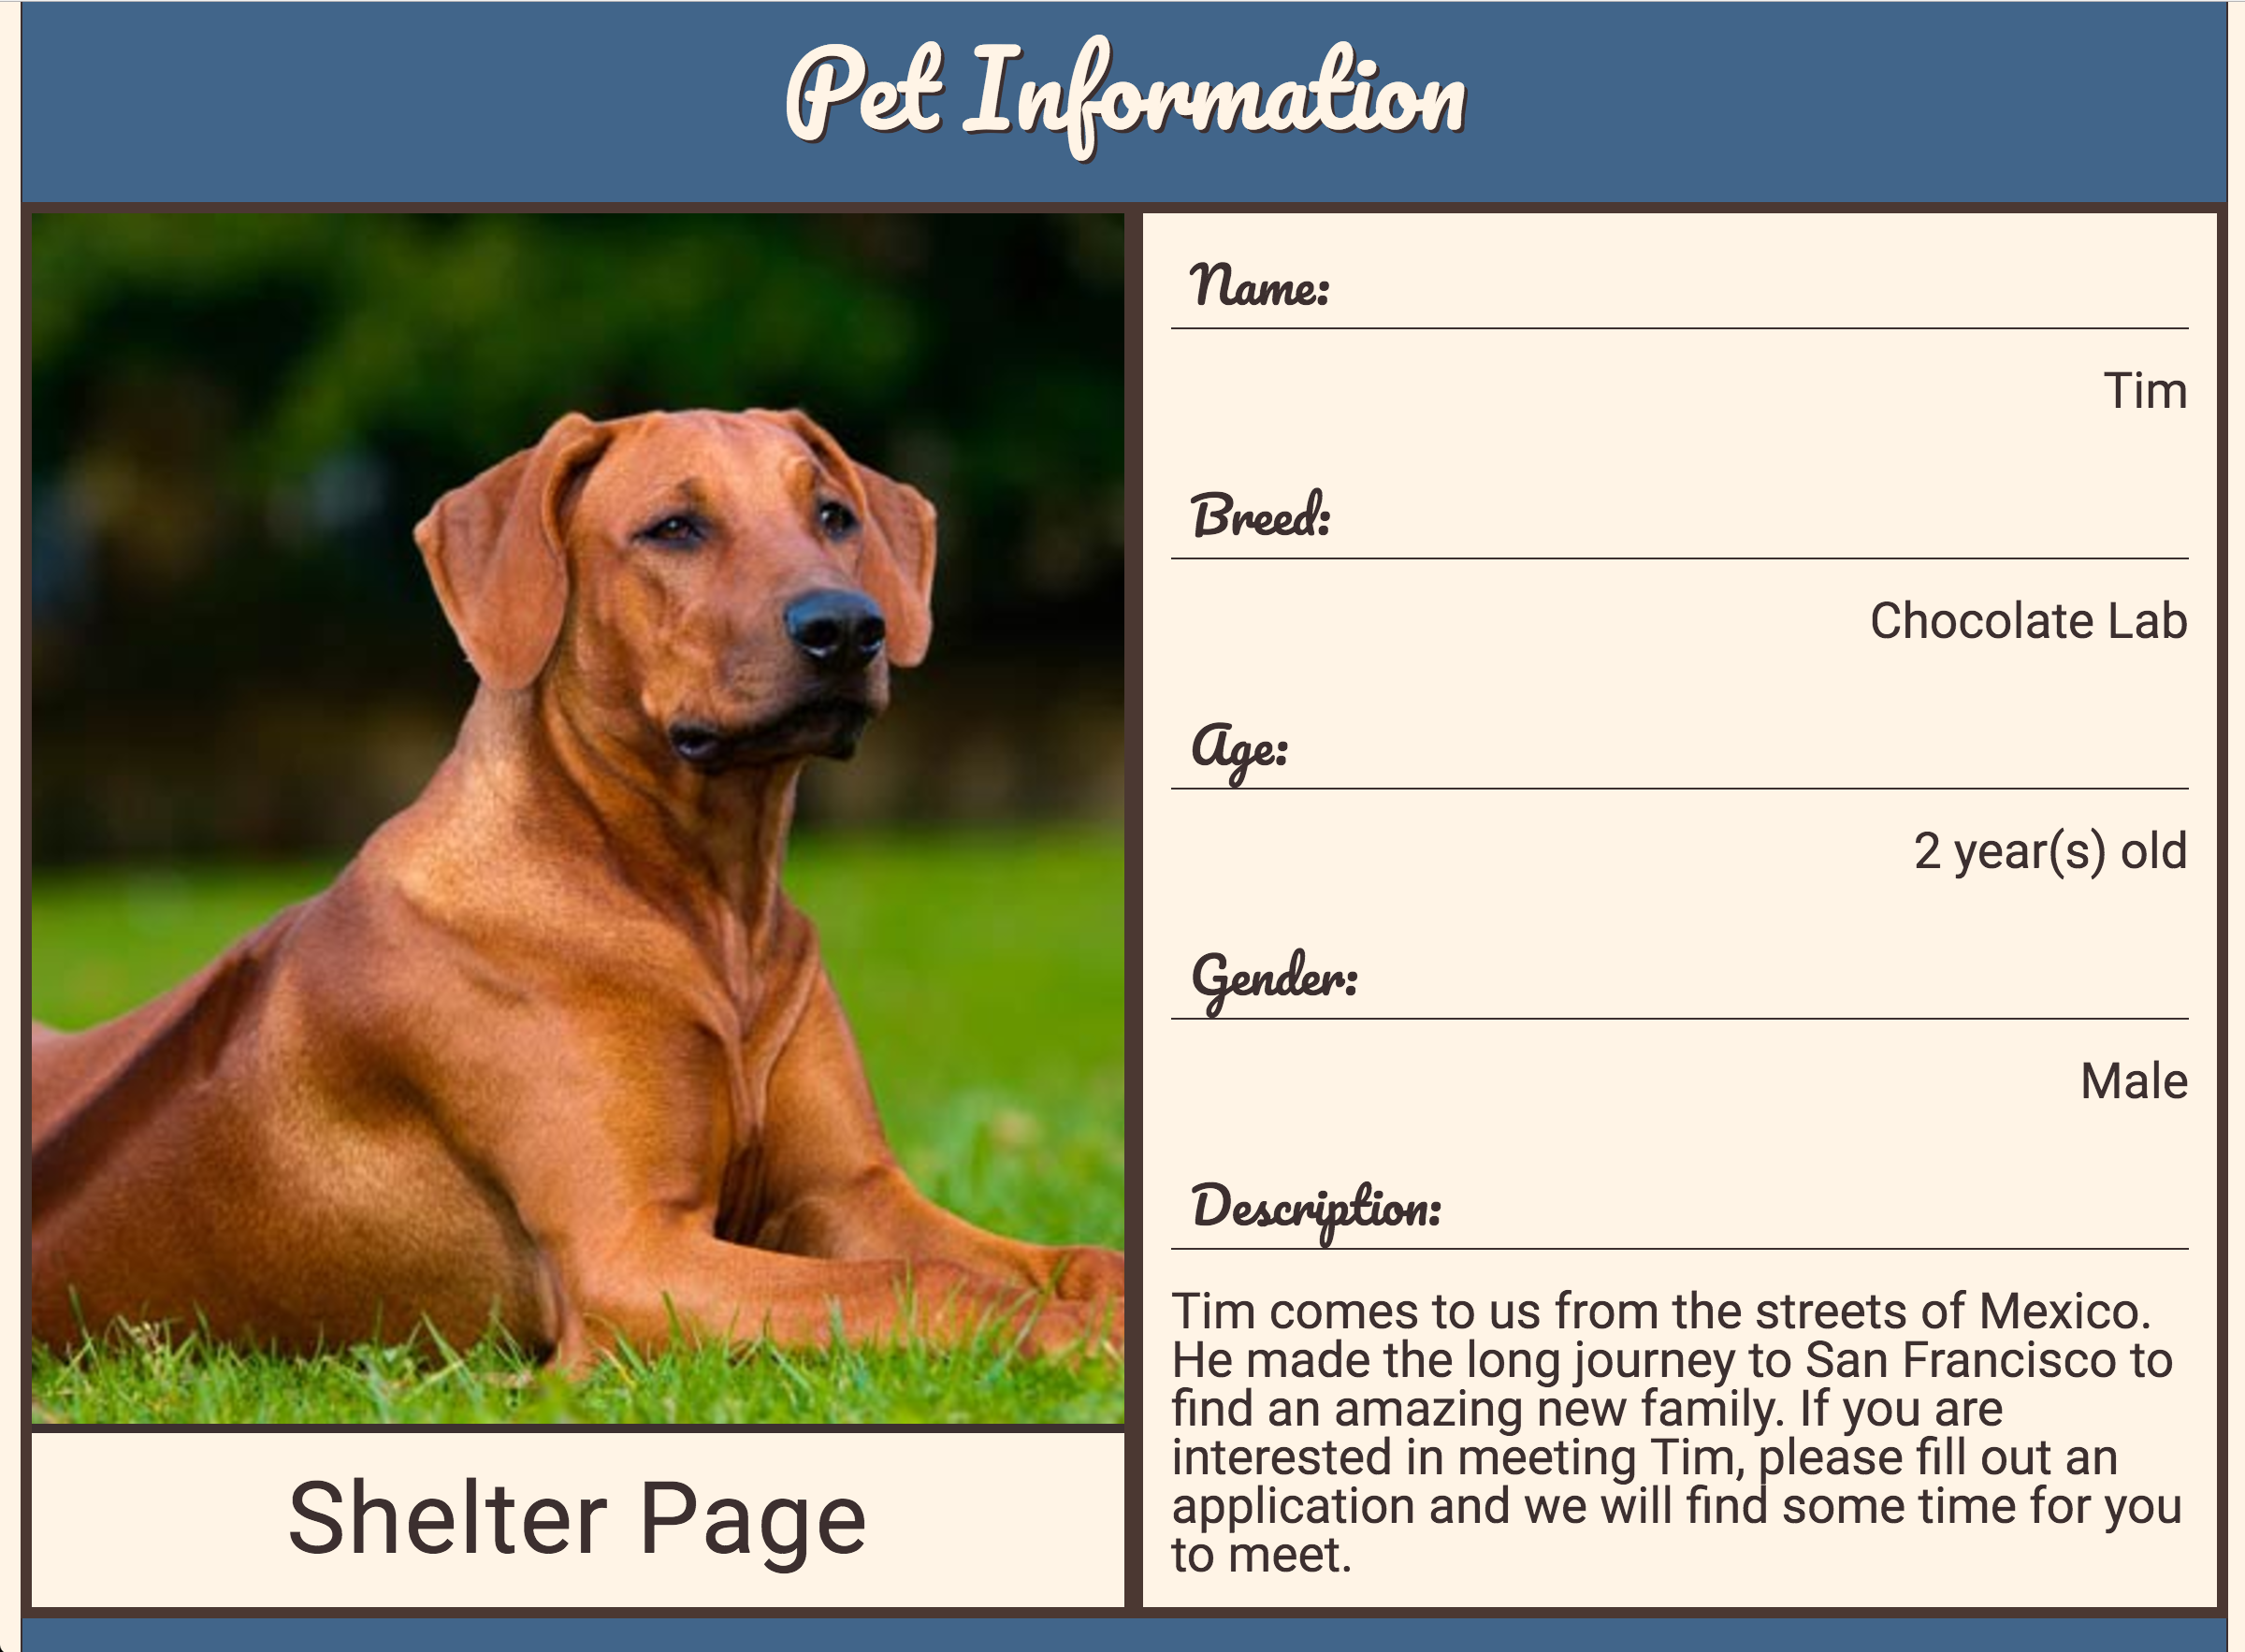 Pet Information
Name:
Tim
Breed:
Chocolate Lab
Age:
2 year(s) old
Gender:
Male
Description:
Tim comes to us from the streets of Mexico.
He made the long journey to San Francisco to
find an amazing new family. If you are
interested in meeting Tim, please fill out an
application and we will find some time for you
to meet.
Shelter Page